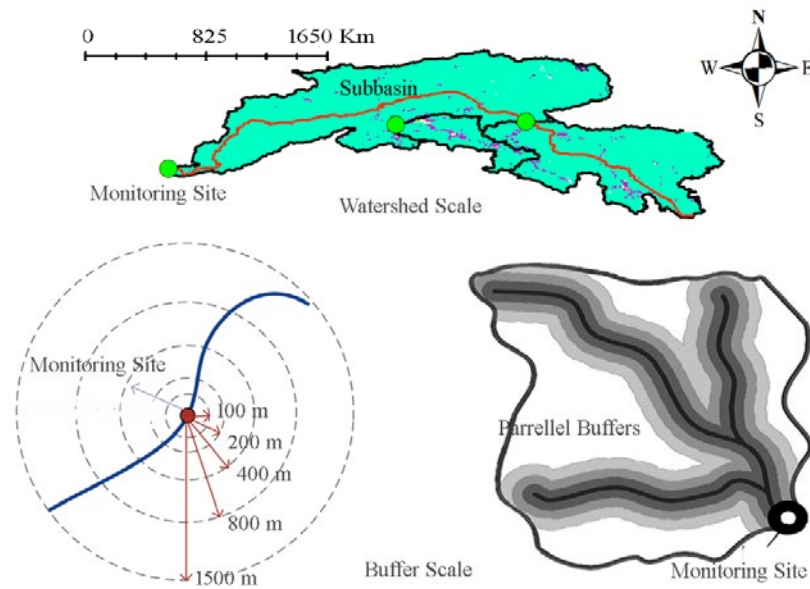 0 825 1650 Km
N
W E
S
Subbasin
Monitoring Site
Watershed Scale
Monitoring Site
100 m
200 m
400 m
800 m
1500 m
Parrellel Buffers
Buffer Scale
Monitoring Site